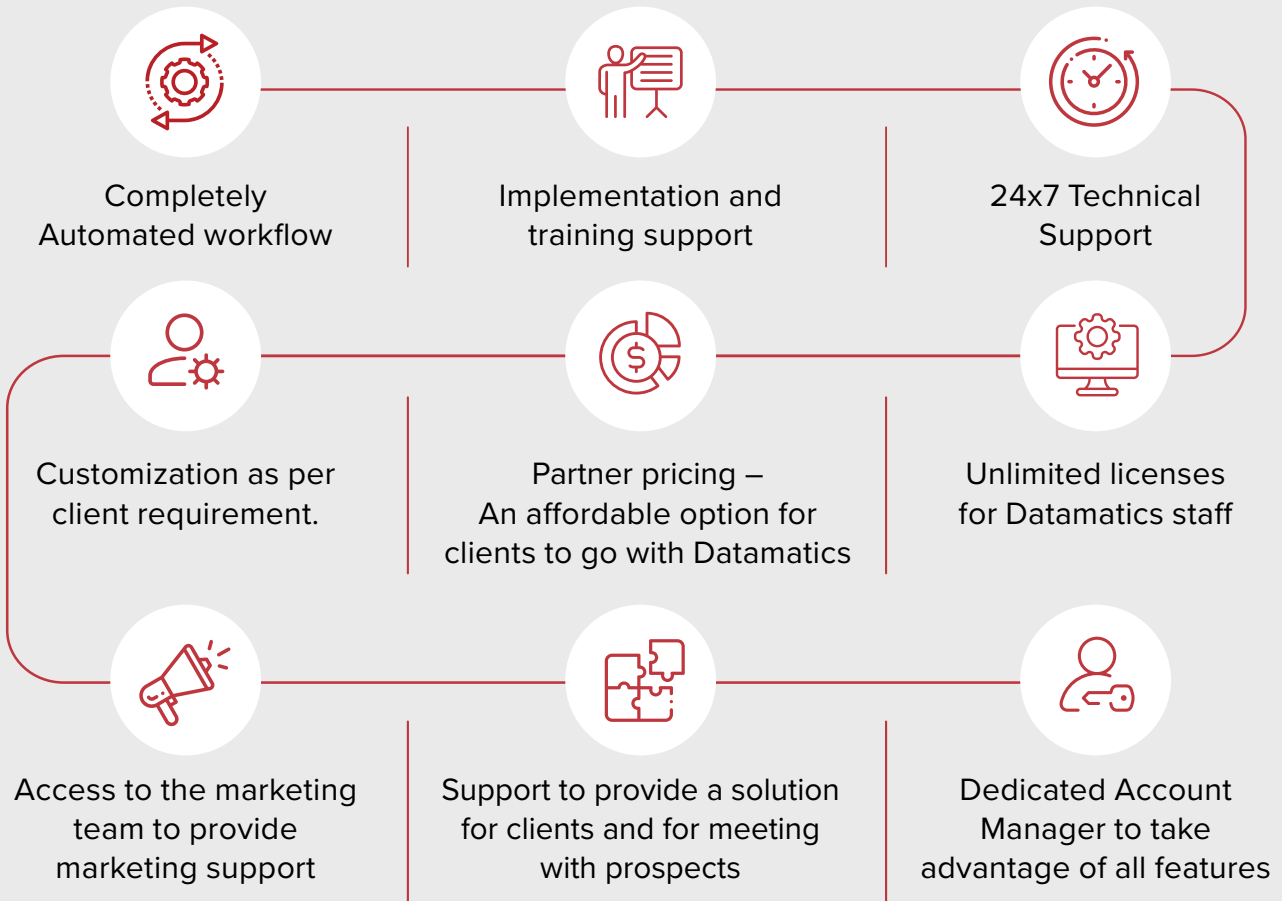 Completely
Automated workflow
Implementation and
training support
24x7 Technical
Support
Customization as per
client requirement.
Partner pricing –
An affordable option for
clients to go with Datamatics
Unlimited licenses
for Datamatics staff
Access to the marketing
team to provide
marketing support
Support to provide a solution
for clients and for meeting
with prospects
Dedicated Account
Manager to take
advantage of all features